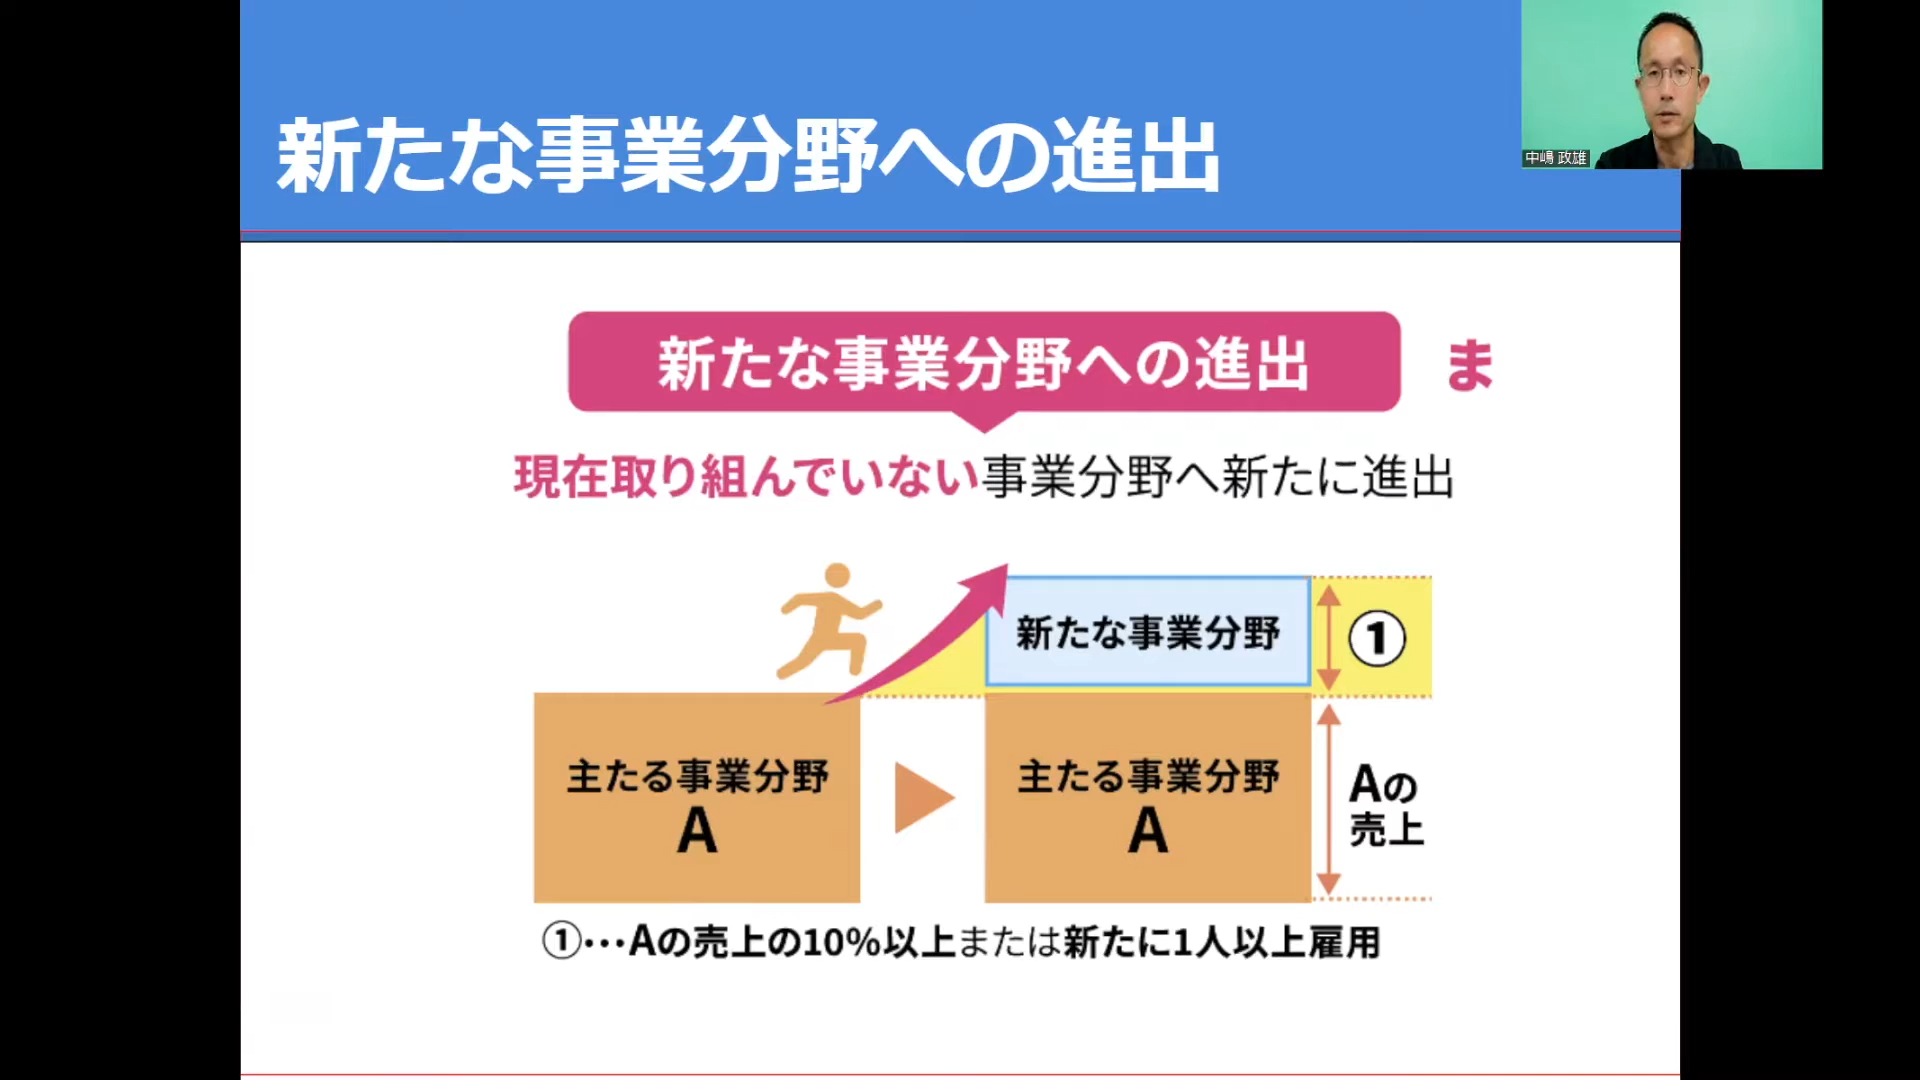 新たな事業分野への進出
中嶋 政雄
新たな事業分野への進出
ま
現在取り組んでいない事業分野へ新たに進出
新たな事業分野
①
主たる事業分野
A
主たる事業分野
A
Aの
売上
①…Aの売上の10%以上または新たに1人以上雇用